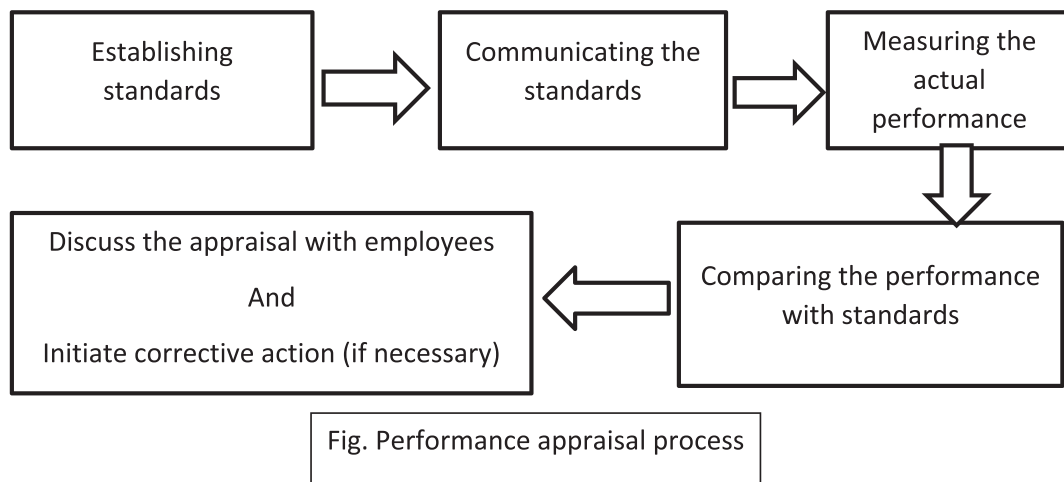 Establishing
standards
Communicating the
standards
Measuring the
actual
performance
Comparing the performance
with standards
Discuss the appraisal with employees
And
Initiate corrective action (if necessary)
Fig. Performance appraisal process